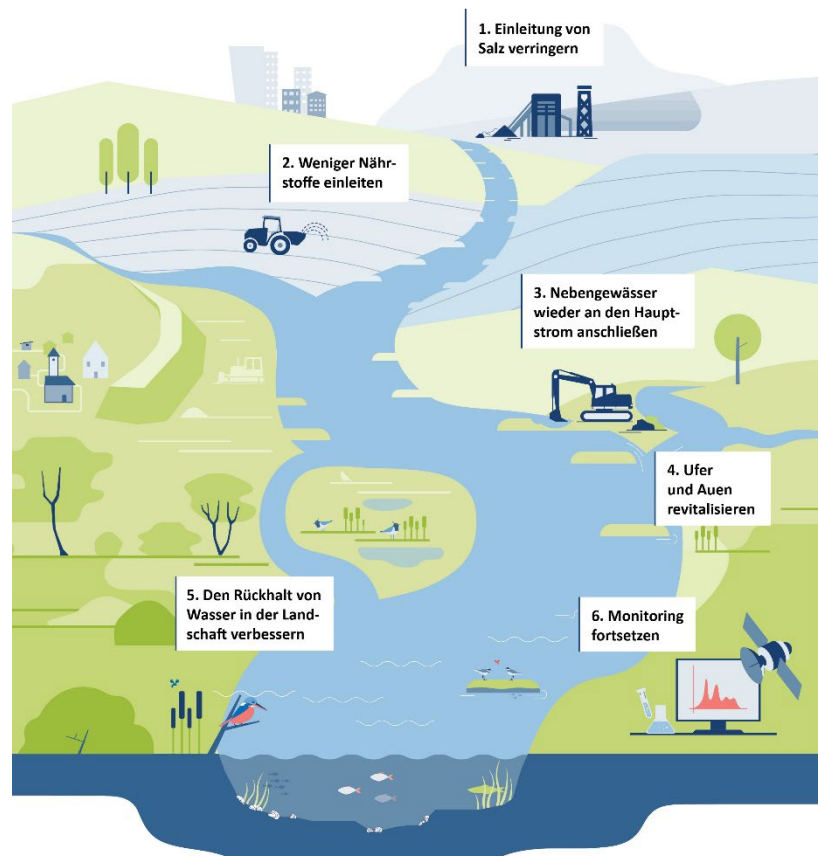 1. Einleitung von
Salz verringern
2. Weniger Nähr-
stoffe einleiten
3. Nebengewässer
wieder an den Haupt-
strom anschließen
4. Ufer
und Auen
revitalisieren
5. Den Rückhalt von
Wasser in der Land-
schaft verbessern
6. Monitoring
fortsetzen